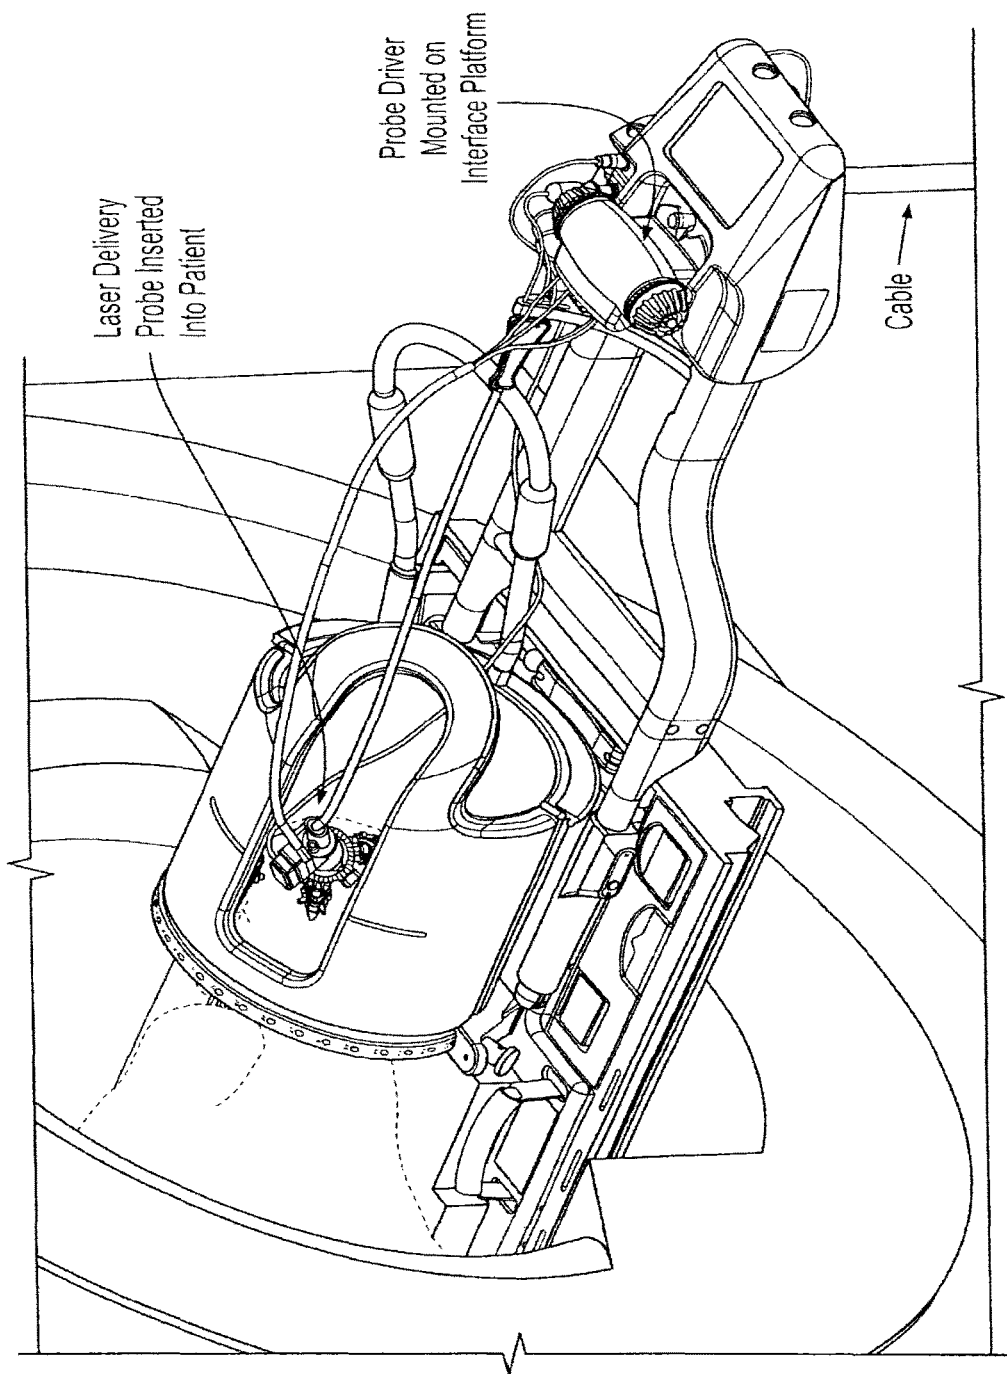 Laser Delivery
Probe Inserted
Into Patient
Probe Driver
Mounted on
Interface Platform
Cable